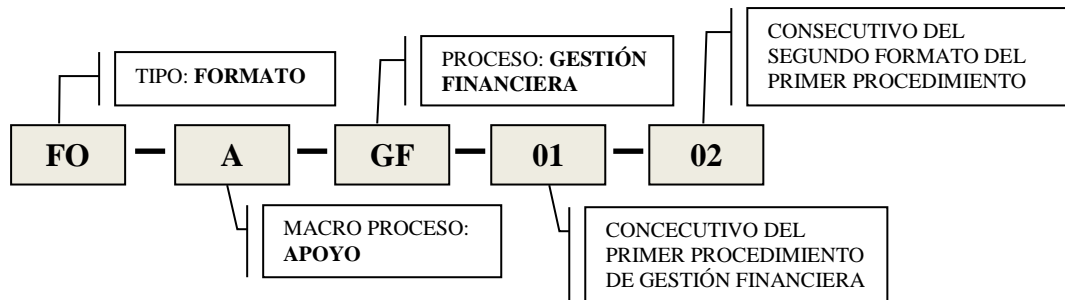 CONSECUTIVO DEL
SEGUNDO FORMATO DEL
PRIMER PROCEDIMIENTO
PROCESO: GESTIÓN
FINANCIERA
TIPO: FORMATO
FO – A – GF – 01 – 02
MACRO PROCESO:
APOYO
CONCECUTIVO DEL
PRIMER PROCEDIMIENTO
DE GESTIÓN FINANCIERA